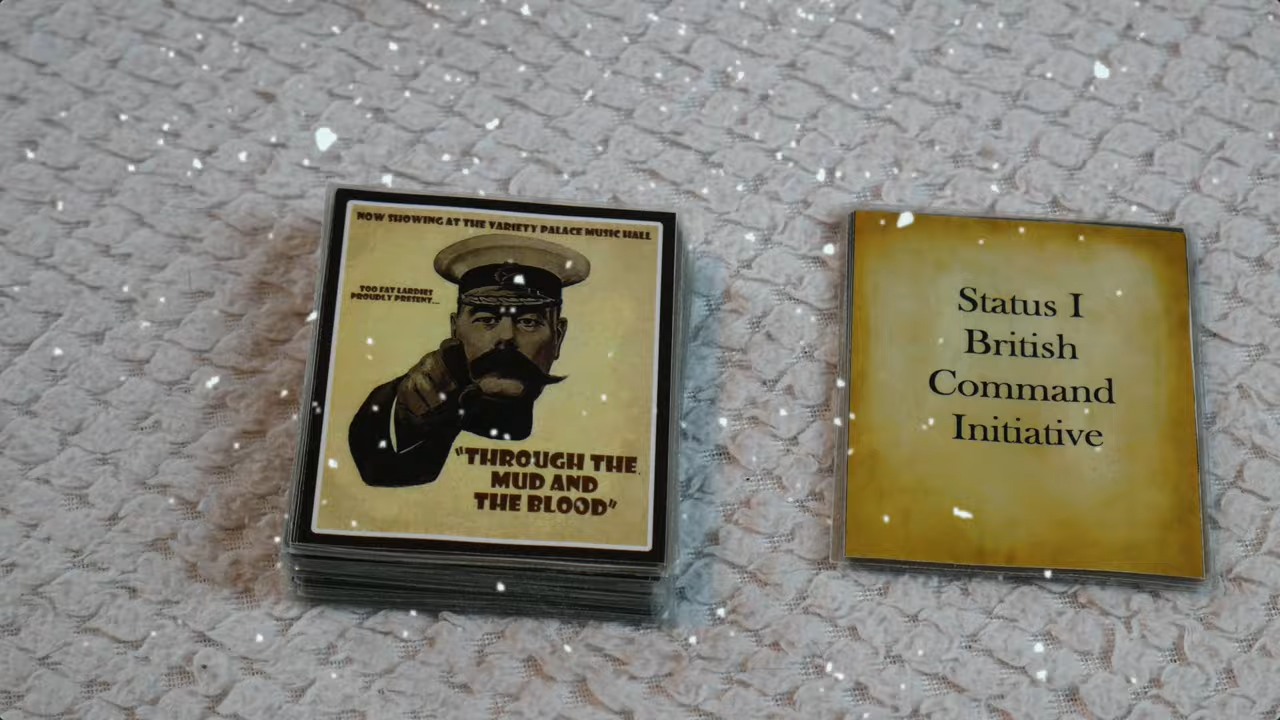 NOW SHOWING AT THE VARIETY PALACE MUSIC HALL
TOO FAT LARDIES
PROUDLY PRESENT...
"THROUGH THE
MUD AND
THE BLOOD"
Status I
British
Command
Initiative